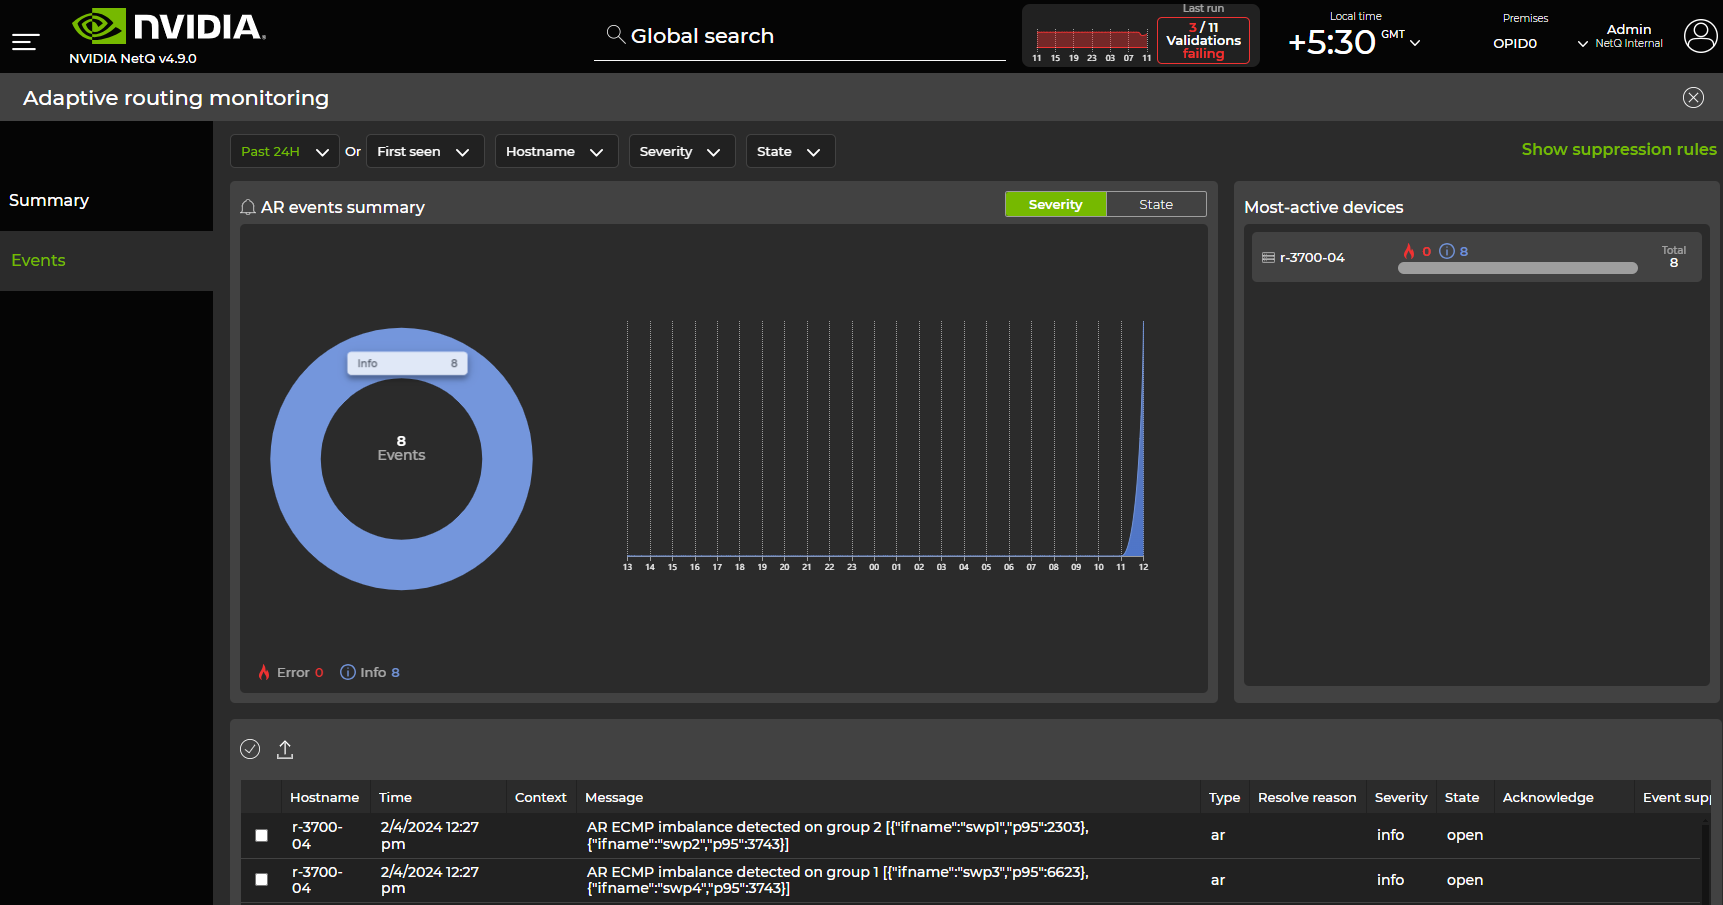 NVIDIA
NVIDIA NetQ v4.9.0
Global search
Last run
11 15 19 23 03 07 11
3 / 11
Validations
failing
Local time
+5:30 GMT
Premises
OPID0
Admin
NetQ Internal
Adaptive routing monitoring
Summary
Events
Past 24H Or First seen Hostname Severity State
Show suppression rules
AR events summary
Severity State
Info 8
8
Events
13 14 15 16 17 18 19 20 21 22 23 00 01 02 03 04 05 06 07 08 09 10 11 12
Error 0 Info 8
Most-active devices
r-3700-04
0 8
Total
8
Hostname Time Context Message Type Resolve reason Severity State Acknowledge Event supp
r-3700-
04
2/4/2024 12:27
pm
AR ECMP imbalance detected on group 2 [{"ifname":"swp1","p95":2303},
{"ifname":"swp2","p95":3743}]
ar info open
r-3700-
04
2/4/2024 12:27
pm
AR ECMP imbalance detected on group 1 [{"ifname":"swp3","p95":6623},
{"ifname":"swp4","p95":3743}]
ar info open